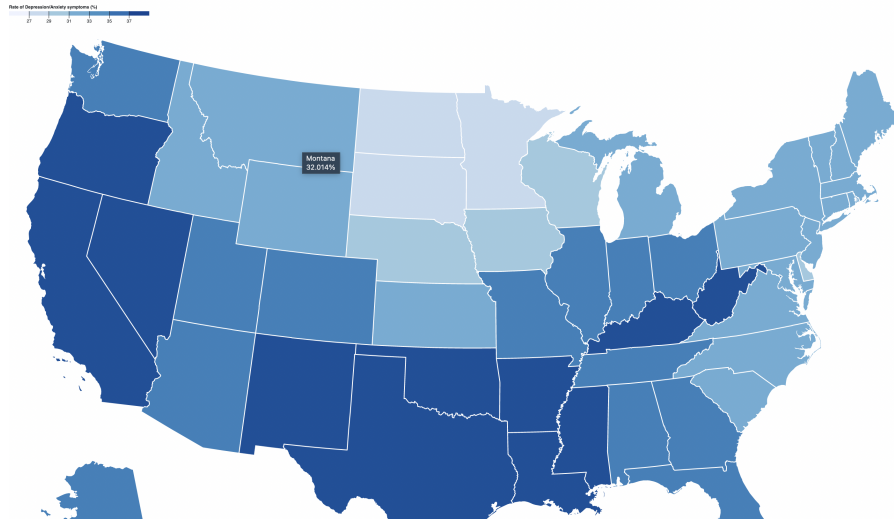 Rate of Depression/Anxiety symptoms (%)
27 29 31 33 35 37
Montana
32.014%